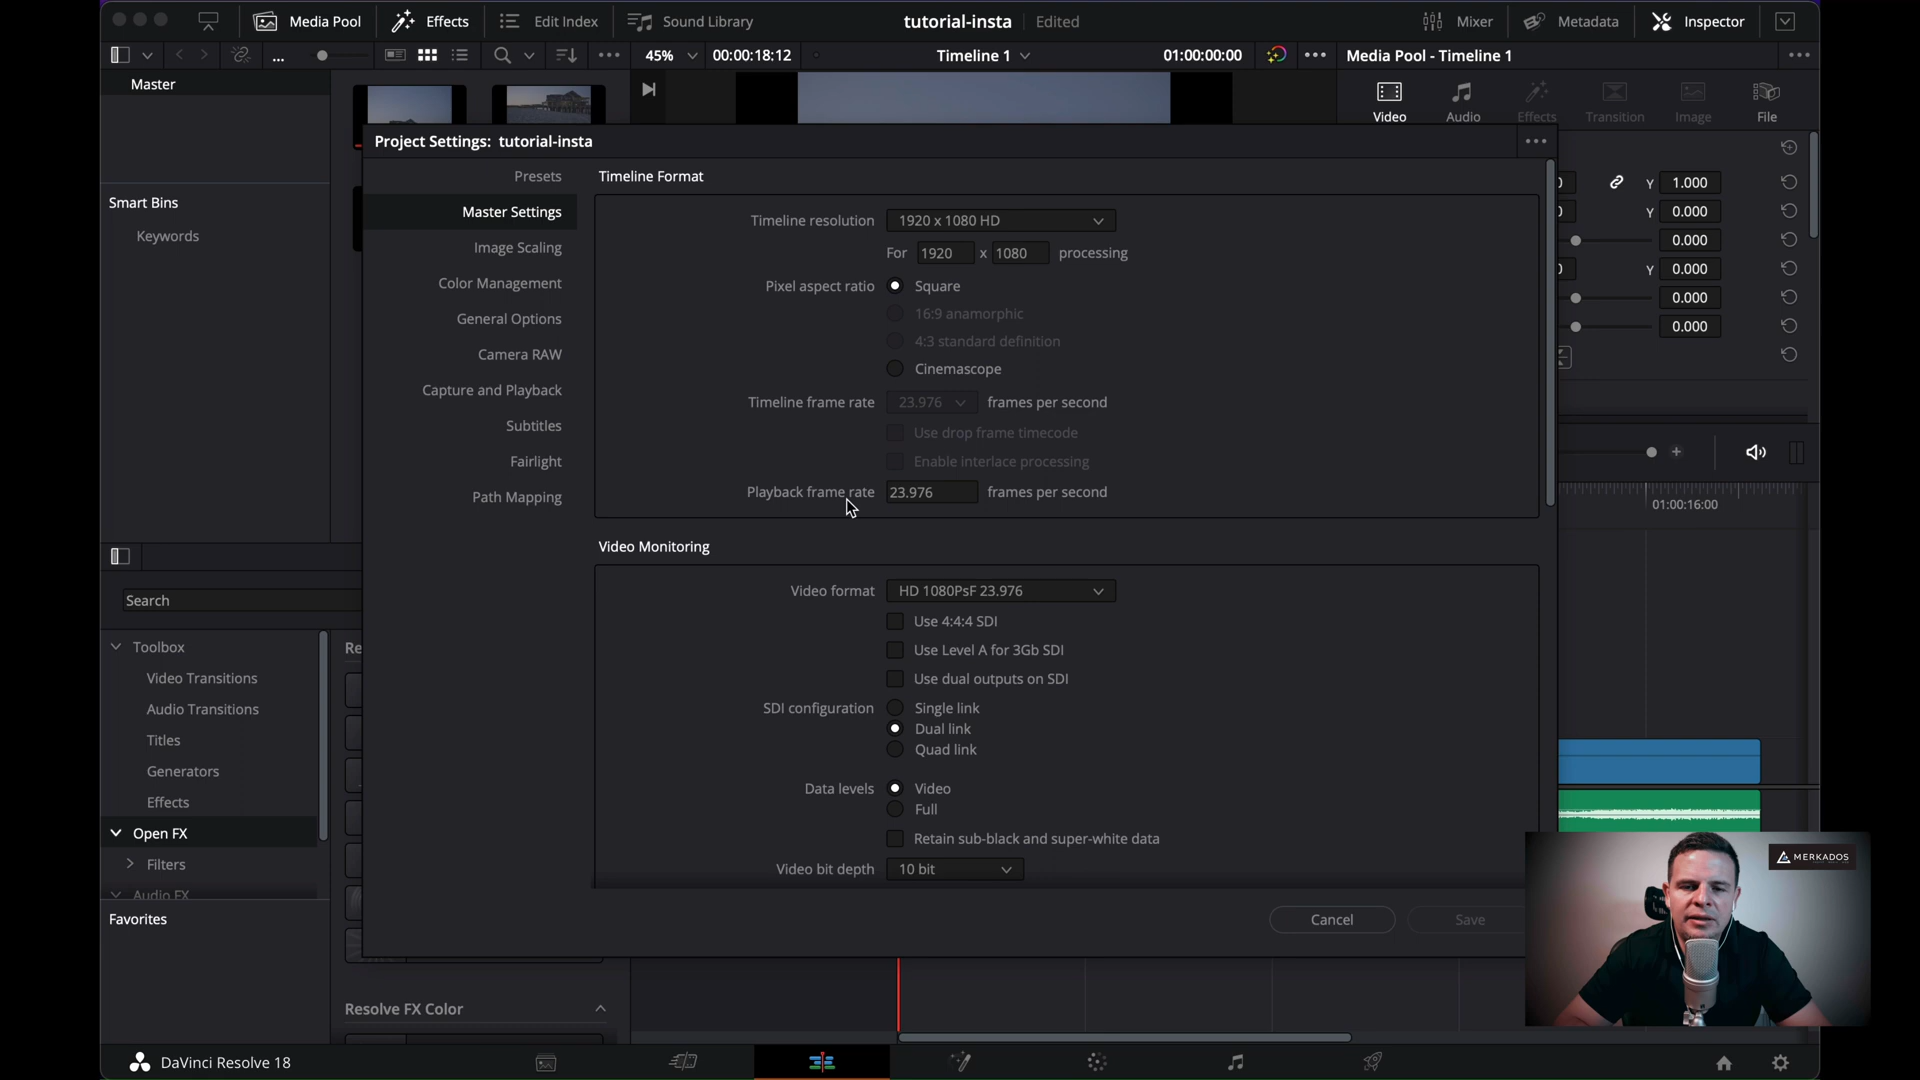 Media Pool
Effects
Edit Index
Sound Library
tutorial-insta
Edited
Mixer
Metadata
Inspector
45%
00:00:18:12
Timeline 1
01:00:00:00
Media Pool - Timeline 1
Master
Video
Audio
Effects
Transition
Image
File
Smart Bins
Keywords
Project Settings: tutorial-insta
Presets
Master Settings
Image Scaling
Color Management
General Options
Camera RAW
Capture and Playback
Subtitles
Fairlight
Path Mapping
Timeline Format
Timeline resolution 1920 x 1080 HD
For 1920 x 1080 processing
Pixel aspect ratio Square
16:9 anamorphic
4:3 standard definition
Cinemascope
Timeline frame rate 23.976 frames per second
Use drop frame timecode
Enable interlace processing
Playback frame rate 23.976 frames per second
Video Monitoring
Video format HD 1080PsF 23.976
Use 4:4:4 SDI
Use Level A for 3Gb SDI
Use dual outputs on SDI
SDI configuration Single link
Dual link
Quad link
Data levels Video
Full
Retain sub-black and super-white data
Video bit depth 10 bit
Cancel
Save
Y 1.000
Y 0.000
0.000
Y 0.000
0.000
0.000
01:00:16:00
Search
Toolbox
Video Transitions
Audio Transitions
Titles
Generators
Effects
Open FX
Filters
Audio FX
Favorites
Re
Resolve FX Color
MERKADOS
DaVinci Resolve 18